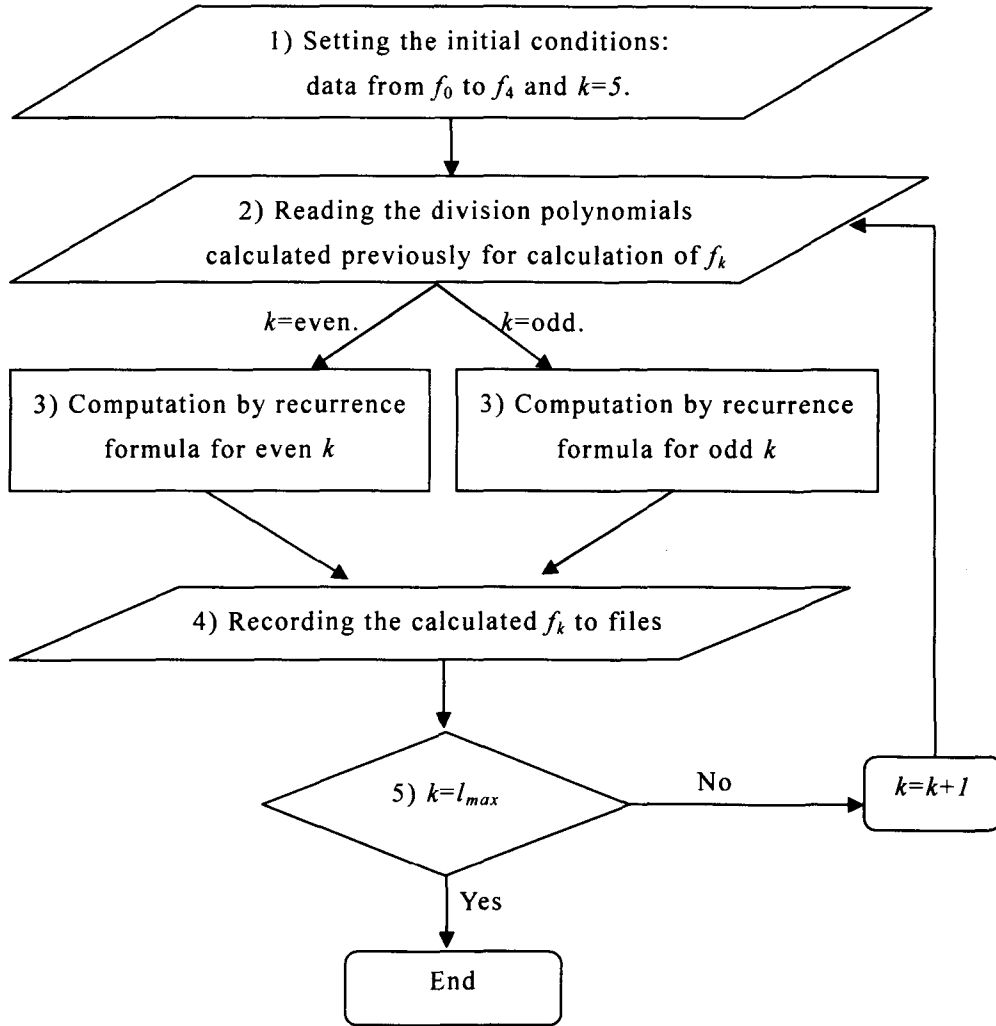 1) Setting the initial conditions:
data from f0 to f4 and k=5.
2) Reading the division polynomials
calculated previously for calculation of fk
k=even.
k=odd.
3) Computation by recurrence
formula for even k
3) Computation by recurrence
formula for odd k
4) Recording the calculated fk to files
5) k=lmax
No
k=k+1
Yes
End